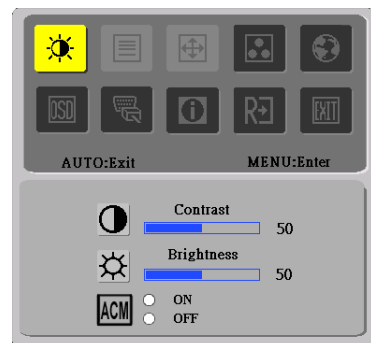 OSD
i
R
EXIT
AUTO:Exit MENU:Enter
Contrast
50
Brightness
50
ACM
ON
OFF